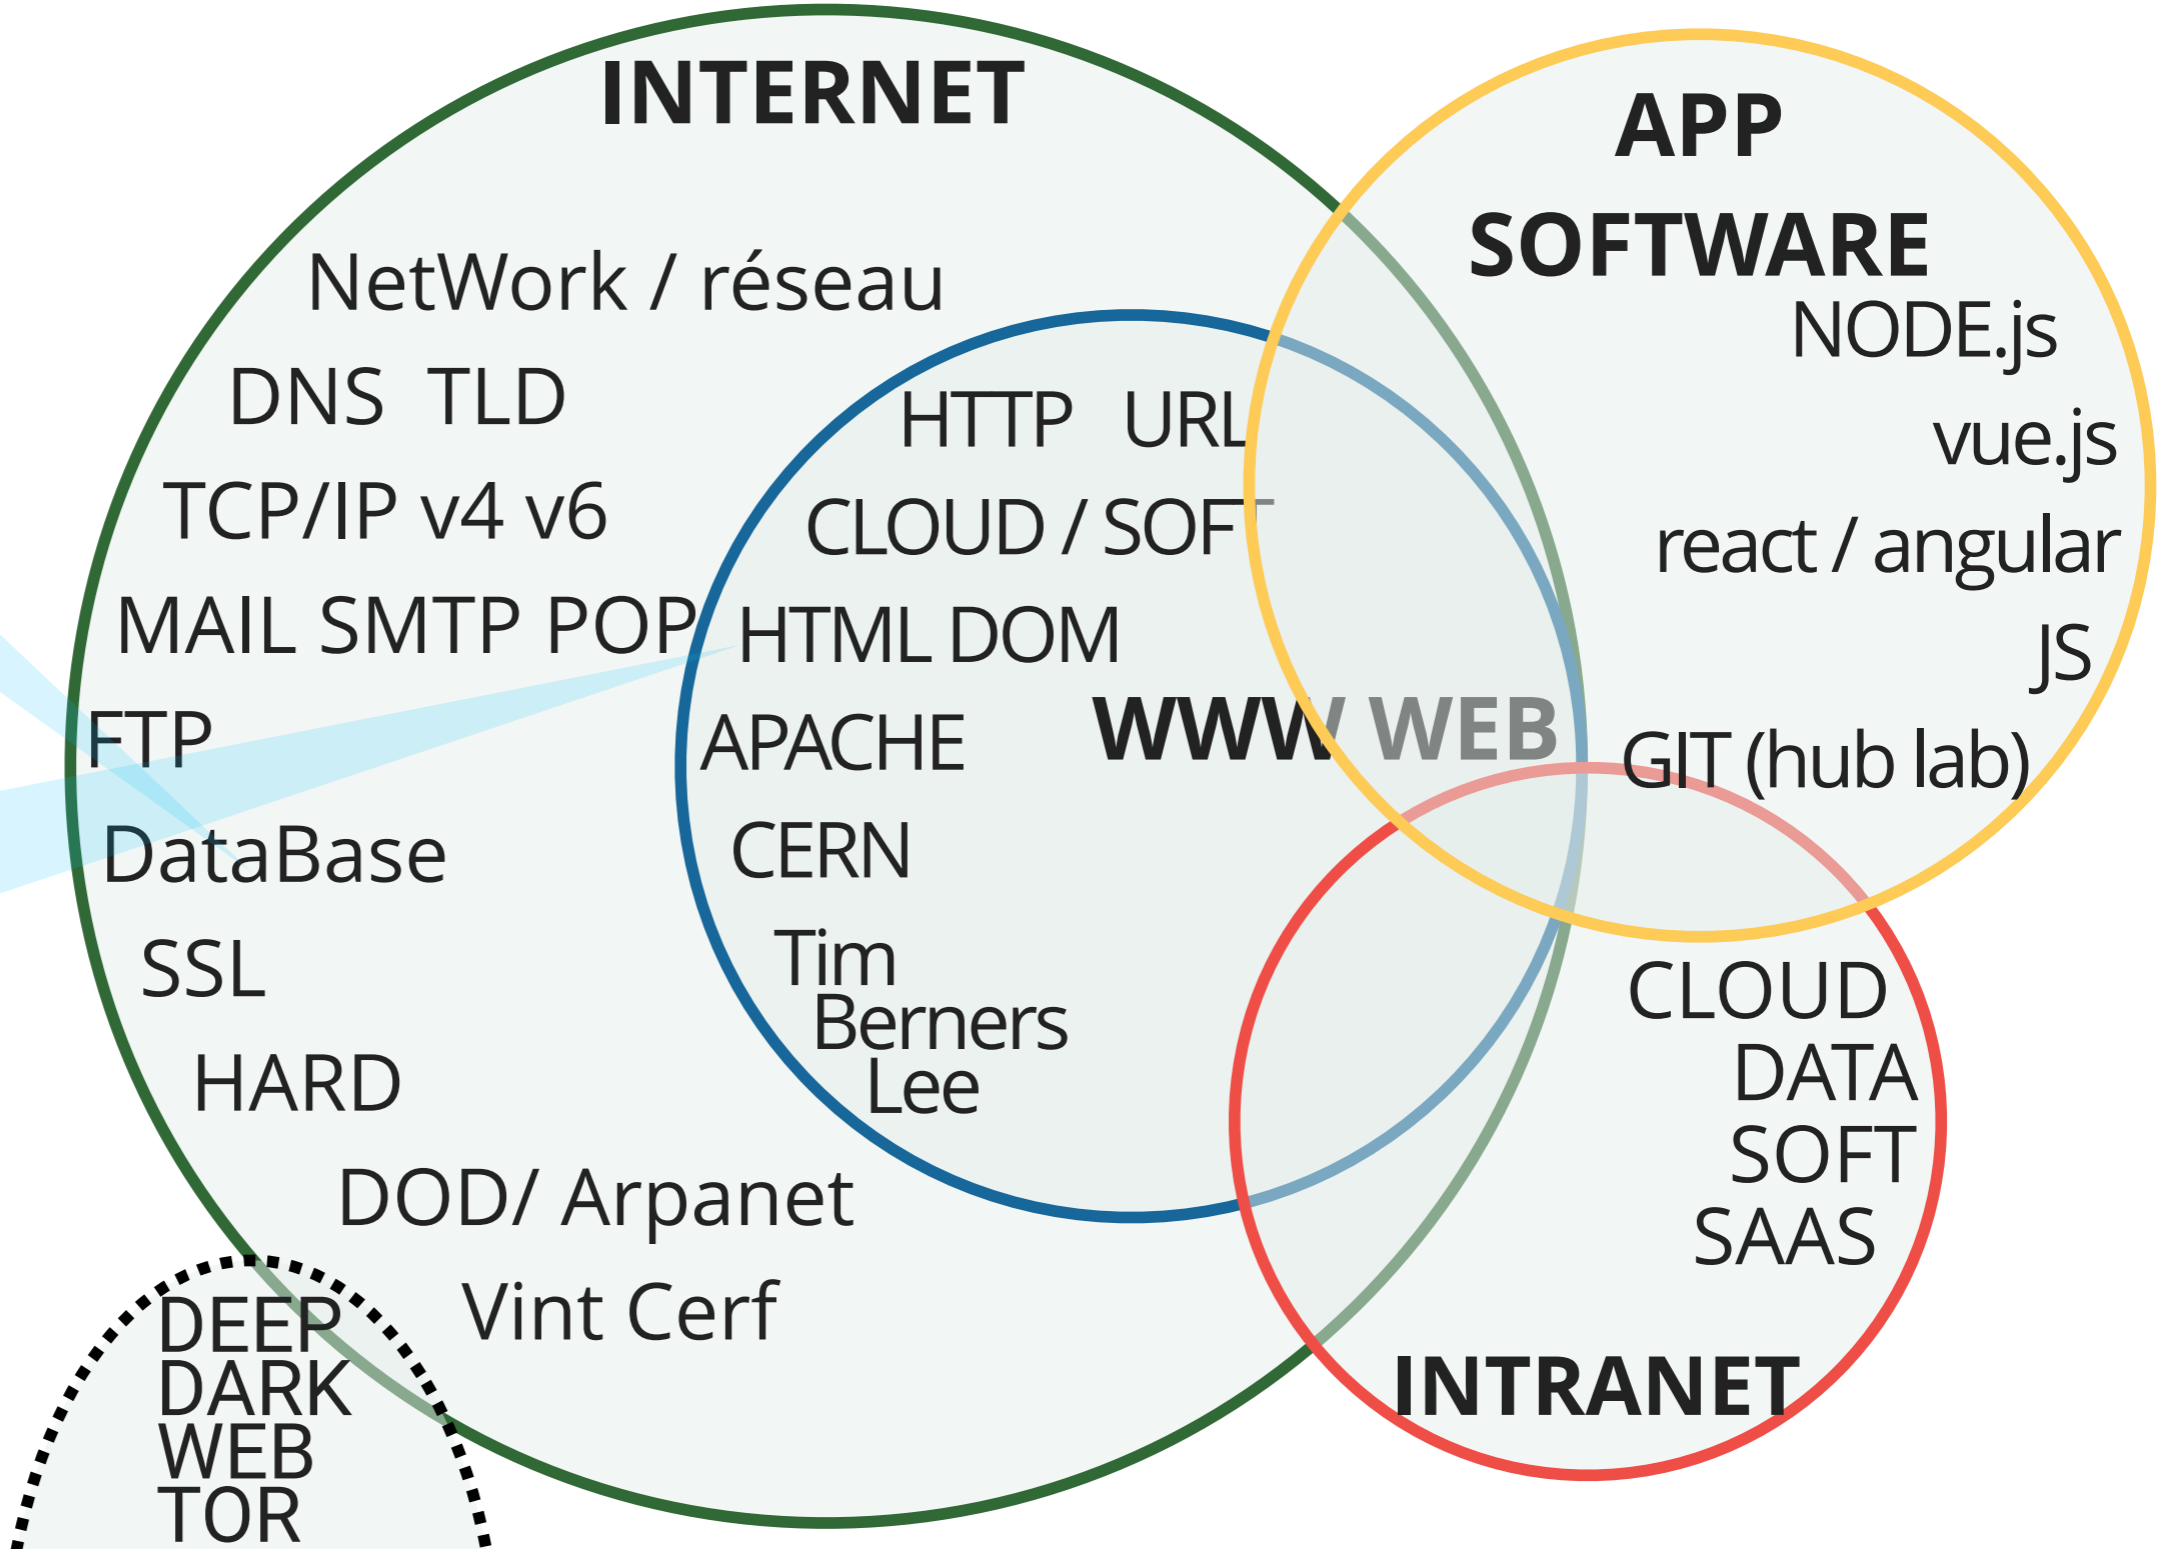 INTERNET
NetWork / réseau
DNS TLD
TCP/IP v4 v6
MAIL SMTP POP
FTP
DataBase
SSL
HARD
DOD/ Arpanet
Vint Cerf
DEEP
DARK
WEB
TOR
HTTP URL
CLOUD / SOFT
HTML DOM
WWW WEB
APACHE
CERN
Tim
Berners
Lee
APP
SOFTWARE
NODE.js
vue.js
react / angular
JS
GIT (hub lab)
CLOUD
DATA
SOFT
SAAS
INTRANET